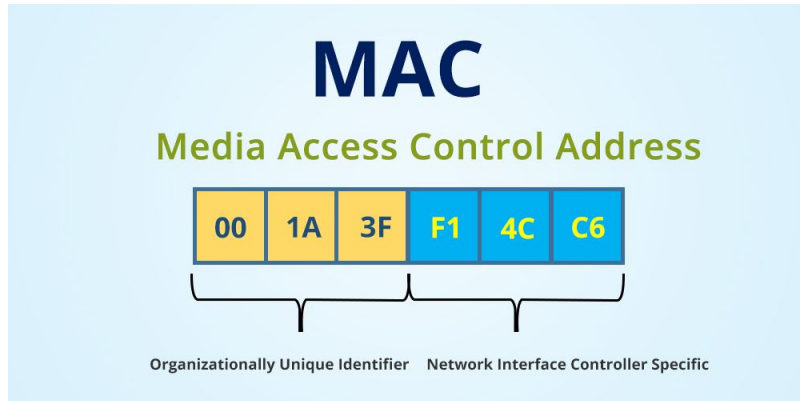 MAC
Media Access Control Address
00 1A 3F F1 4C C6
Organizationally Unique Identifier Network Interface Controller Specific